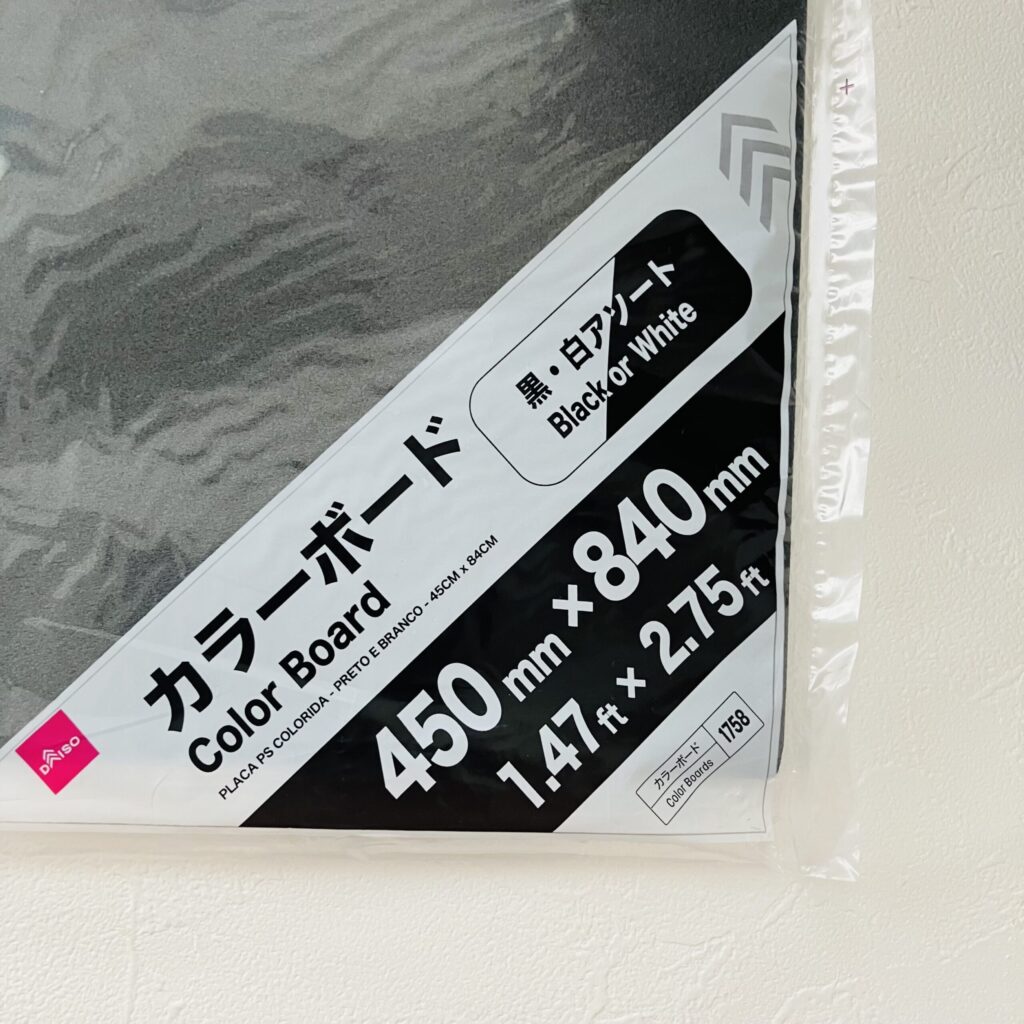 黒・白アソート
Black or White
カラーボード
Color Board
PLACA PS COLORIDA - PRETO E BRANCO - 45CM x 84CM
450mm×840mm
1.47ft×2.75ft
DAISO
カラーボード
Color Boards
1758